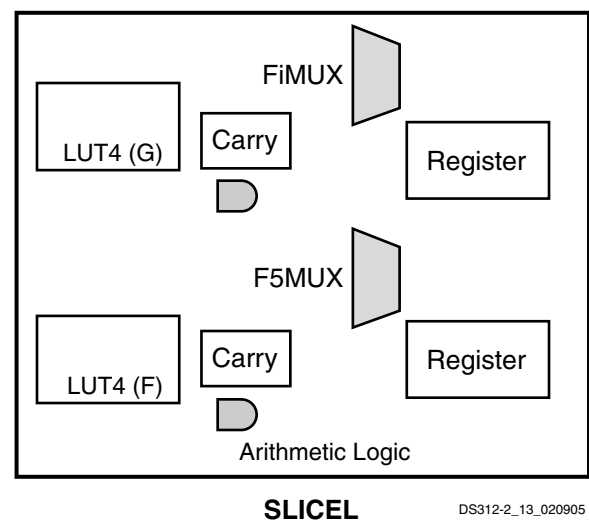 FiMUX
LUT4 (G)
Carry
Register
F5MUX
LUT4 (F)
Carry
Register
Arithmetic Logic
SLICEL
DS312-2_13_020905